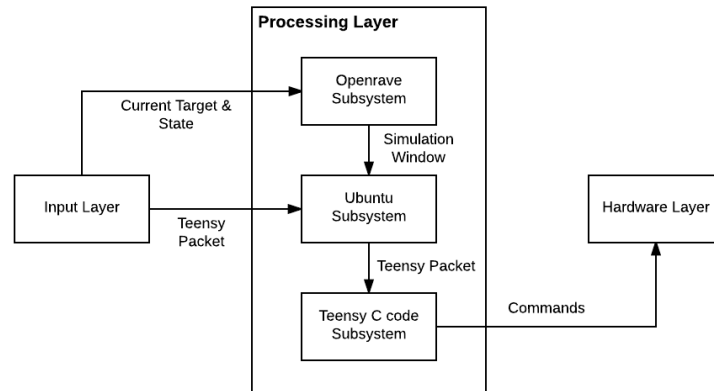 Processing Layer
Openrave
Subsystem
Current Target &
State
Simulation
Window
Input Layer
Ubuntu
Subsystem
Hardware Layer
Teensy
Packet
Teensy Packet
Teensy C code
Subsystem
Commands